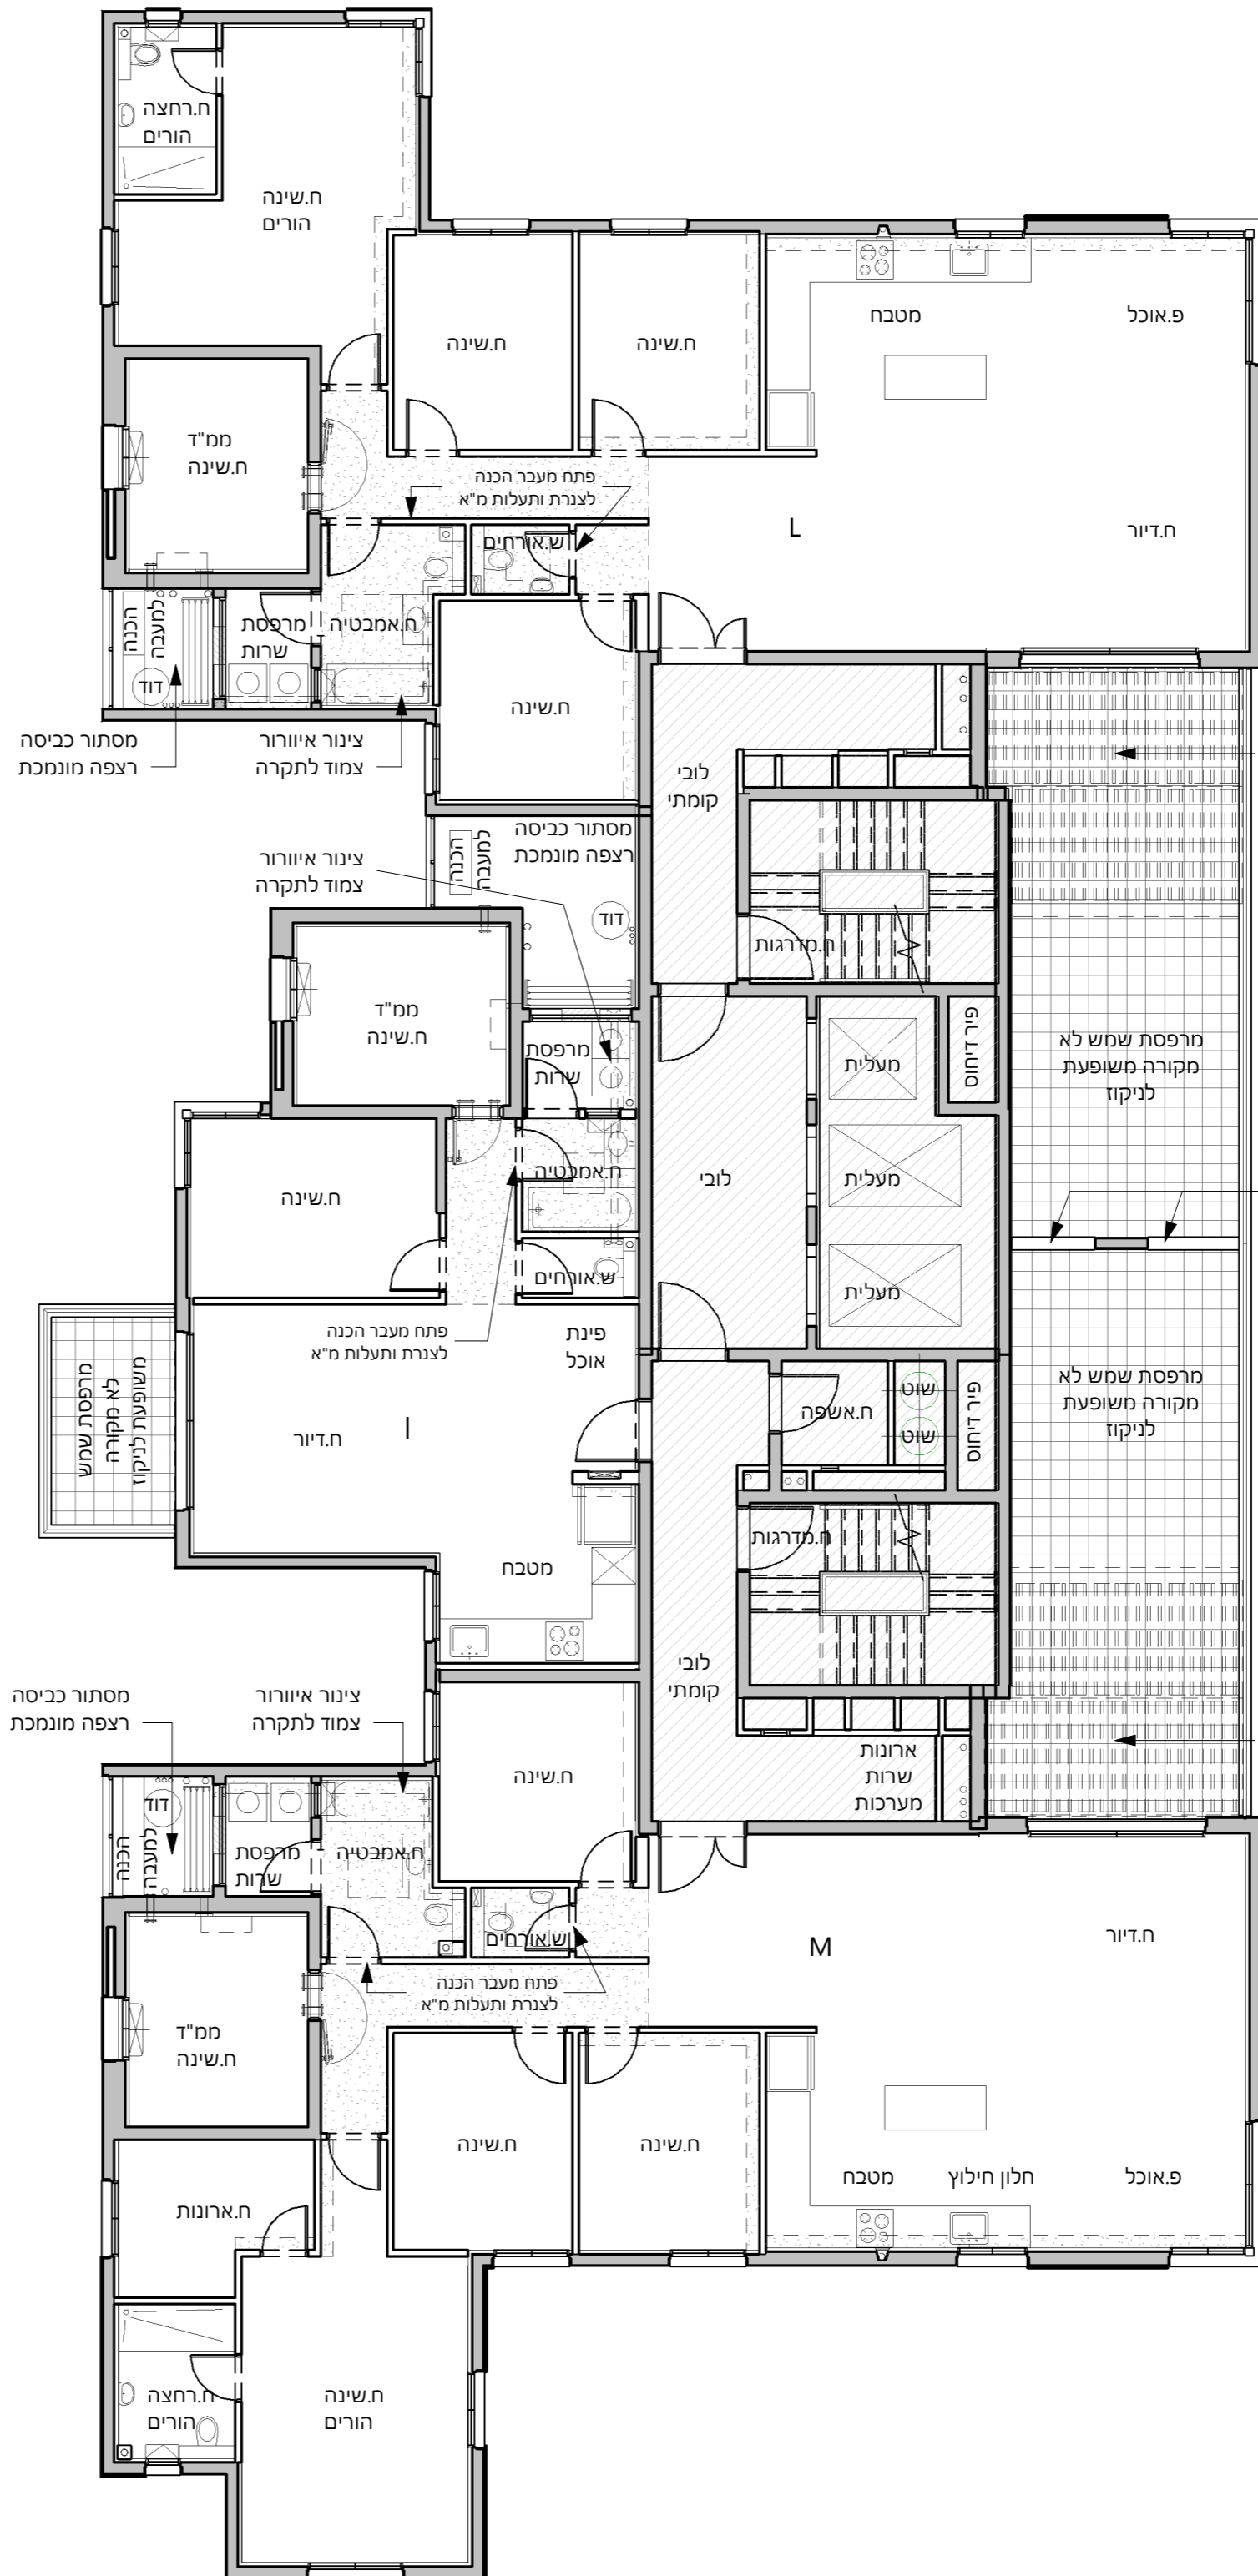 ח.רחצה
הורים
ח.שינה
הורים
ח.שינה
ח.שינה
מטבח
פ.אוכל
ממ"ד
ח.שינה
פתח מעבר הכנה
לצנרת ותעלות מ"א
L
ח.דיור
ש.אורחים
הכנה
למעבה
דוד
מרפסת
שרות
ח.אמבטיה
ח.שינה
מסתור כביסה
רצפה מונמכת
צינור איוורור
צמוד לתקרה
לובי
קומתי
מסתור כביסה
רצפה מונמכת
הכנה
למעבה
צינור איוורור
צמוד לתקרה
דוד
ח.מדרגות
ממ"ד
ח.שינה
מרפסת
שרות
מעלית
פיר דיחוס
מרפסת שמש לא
מקורה משופעת
לניקוז
ח.שינה
ח.אמבטיה
לובי
מעלית
ש.אורחים
מעלית
פתח מעבר הכנה
לצנרת ותעלות מ"א
פינת
אוכל
מרפסת שמש
לא מקורה
משופעת לניקוז
ח.דיור
I
ח.אשפה
שוט
שוט
פיר דיחוס
מרפסת שמש לא
מקורה משופעת
לניקוז
ח.מדרגות
מטבח
לובי
קומתי
מסתור כביסה
רצפה מונמכת
צינור איוורור
צמוד לתקרה
ח.שינה
ארונות
שרות
מערכות
דוד
הכנה
למעבה
מרפסת
שרות
ח.אמבטיה
ש.אורחים
M
ח.דיור
פתח מעבר הכנה
לצנרת ותעלות מ"א
ממ"ד
ח.שינה
ח.שינה
ח.שינה
מטבח
חלון חילוץ
פ.אוכל
ח.ארונות
ח.רחצה
הורים
ח.שינה
הורים